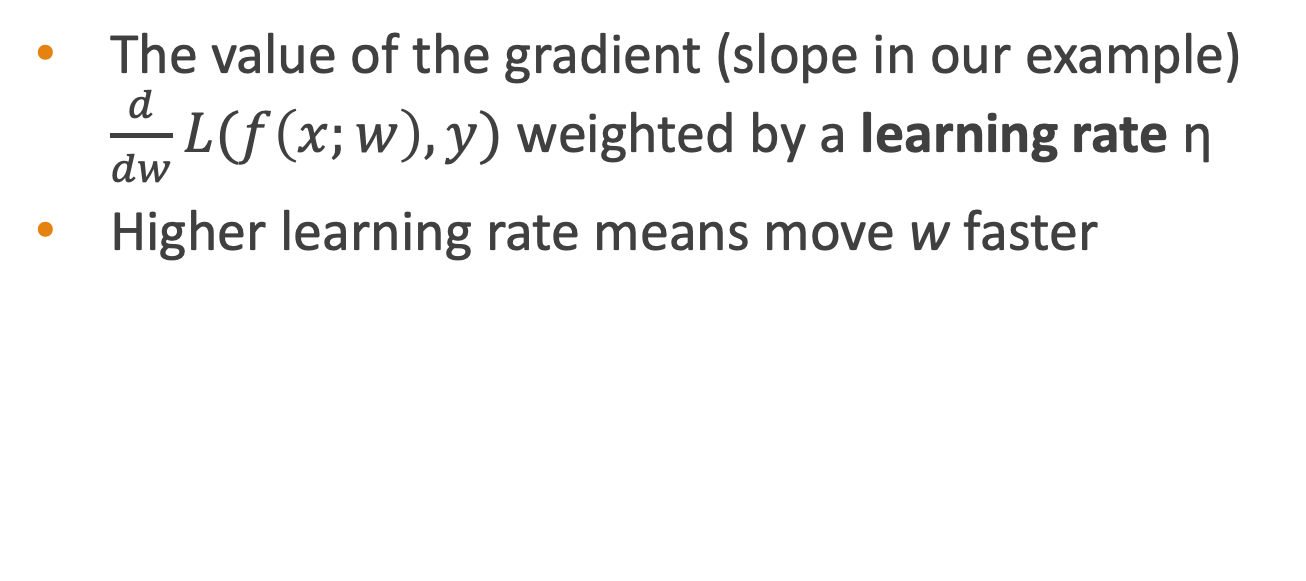 • The value of the gradient (slope in our example)
d/dw L(f(x; w), y) weighted by a learning rate η
• Higher learning rate means move w faster